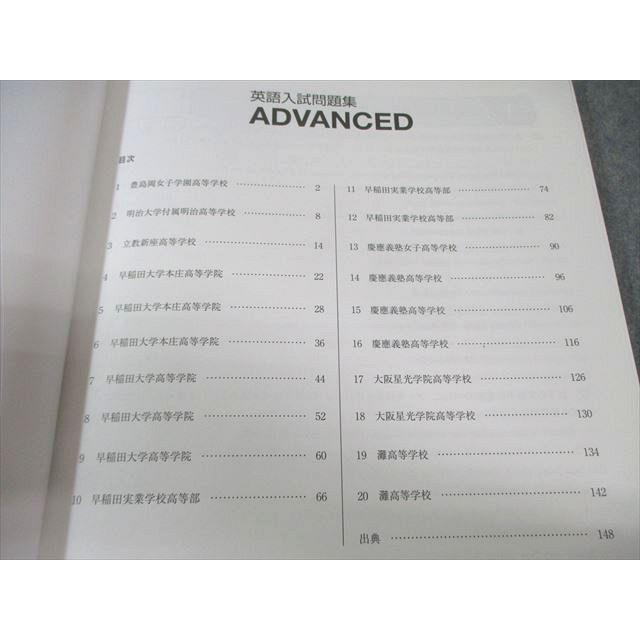 英語入試問題集
ADVANCED
目次
1 豊島岡女子学園高等学校 ………………… 2
2 明治大学付属明治高等学校 ………………… 8
3 立教新座高等学校 ………………… 14
4 早稲田大学本庄高等学院 ………………… 22
5 早稲田大学本庄高等学院 ………………… 28
6 早稲田大学本庄高等学院 ………………… 36
7 早稲田大学高等学院 ………………… 44
8 早稲田大学高等学院 ………………… 52
9 早稲田大学高等学院 ………………… 60
10 早稲田実業学校高等部 ………………… 66
11 早稲田実業学校高等部 ………………… 74
12 早稲田実業学校高等部 ………………… 82
13 慶應義塾女子高等学校 ………………… 90
14 慶應義塾高等学校 ………………… 96
15 慶應義塾高等学校 ………………… 106
16 慶應義塾高等学校 ………………… 116
17 大阪星光学院高等学校 ………………… 126
18 大阪星光学院高等学校 ………………… 130
19 灘高等学校 ………………… 134
20 灘高等学校 ………………… 142
出典 ………………… 148